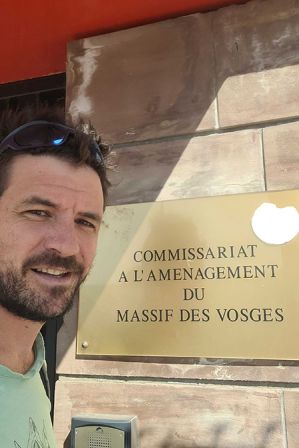 COMMISSARIAT
A L'AMENAGEMENT
DU
MASSIF DES VOSGES